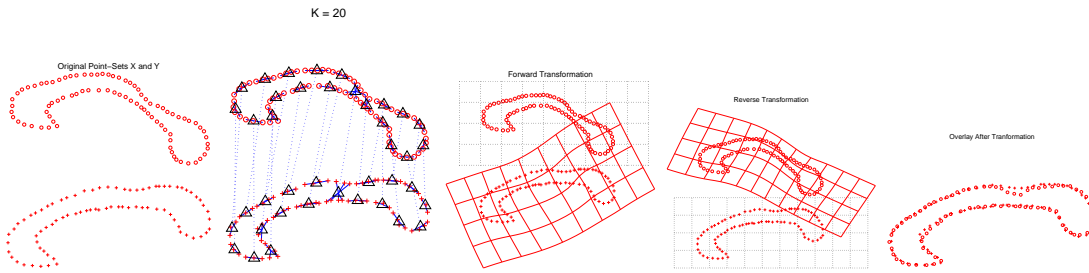 K = 20
Original Point-Sets X and Y
Forward Transformation
Reverse Transformation
Overlay After Tranformation